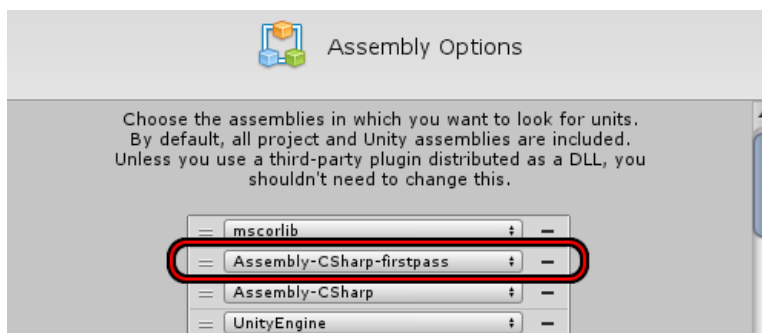 Assembly Options
Choose the assemblies in which you want to look for units.
By default, all project and Unity assemblies are included.
Unless you use a third-party plugin distributed as a DLL, you
shouldn't need to change this.
mscorlib
Assembly-CSharp-firstpass
Assembly-CSharp
UnityEngine